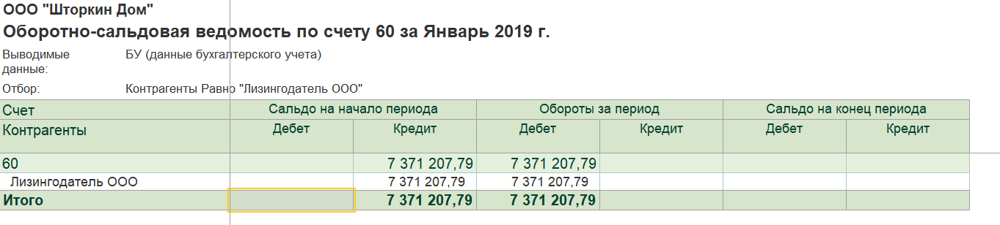 ООО "Шторкин Дом"
Оборотно-сальдовая ведомость по счету 60 за Январь 2019 г.
Выводимые БУ (данные бухгалтерского учета)
данные:
Отбор: Контрагенты Равно "Лизингодатель ООО"
Счет Сальдо на начало периода Обороты за период Сальдо на конец периода
Контрагенты Дебет Кредит Дебет Кредит Дебет Кредит
60 7 371 207,79 7 371 207,79
Лизингодатель ООО 7 371 207,79 7 371 207,79
Итого 7 371 207,79 7 371 207,79